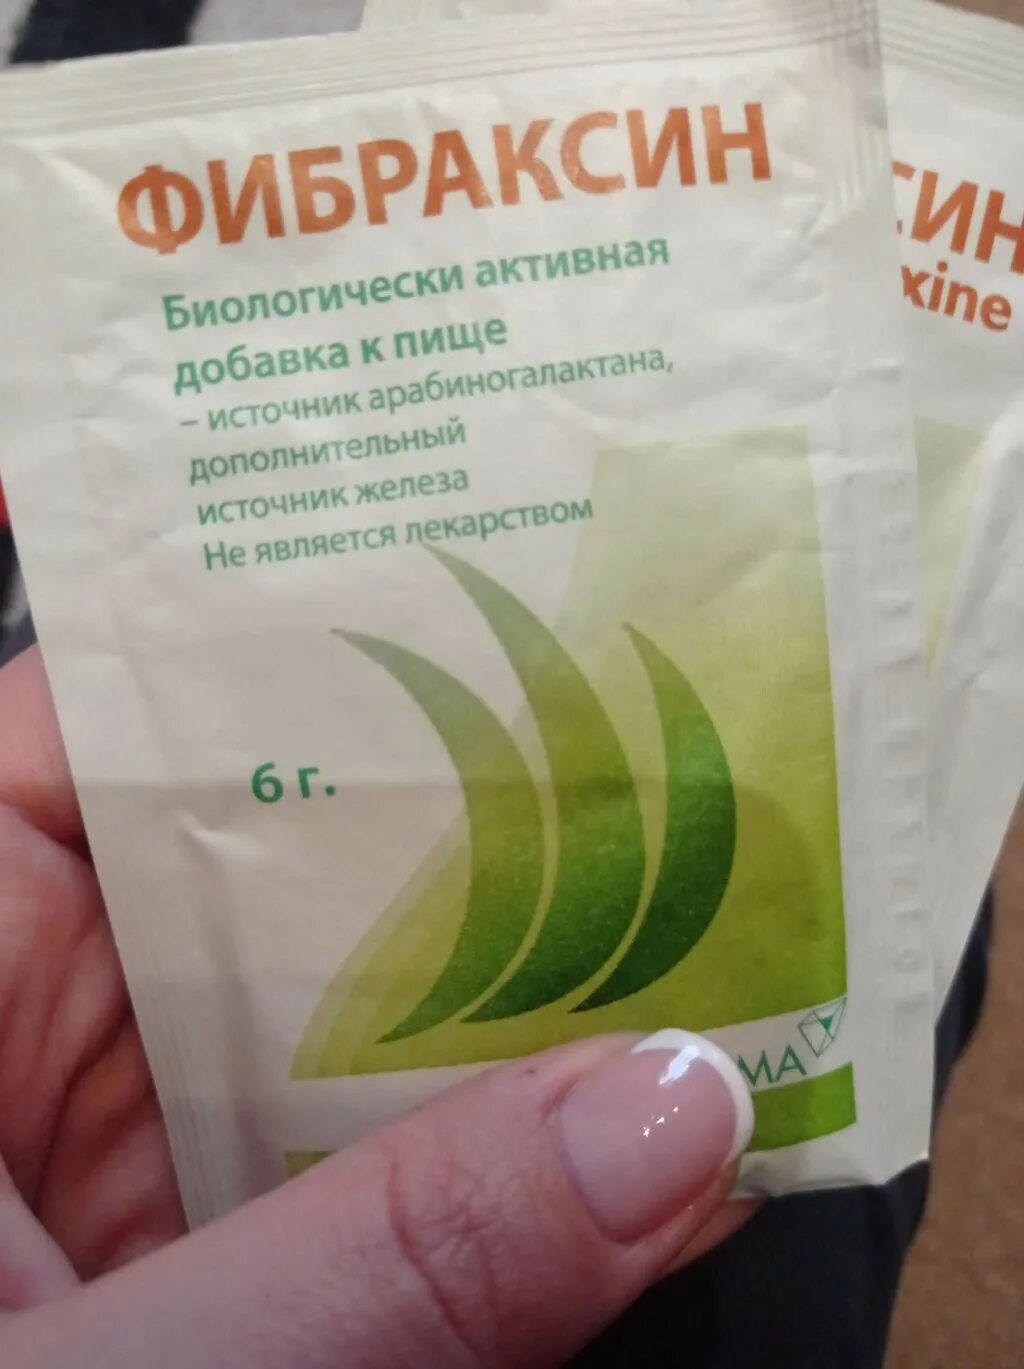 ФИБРАКСИН
Биологически активная
добавка к пище
– источник арабиногалактана,
дополнительный
источник железа
Не является лекарством
6 г.
МА
СИН
xine